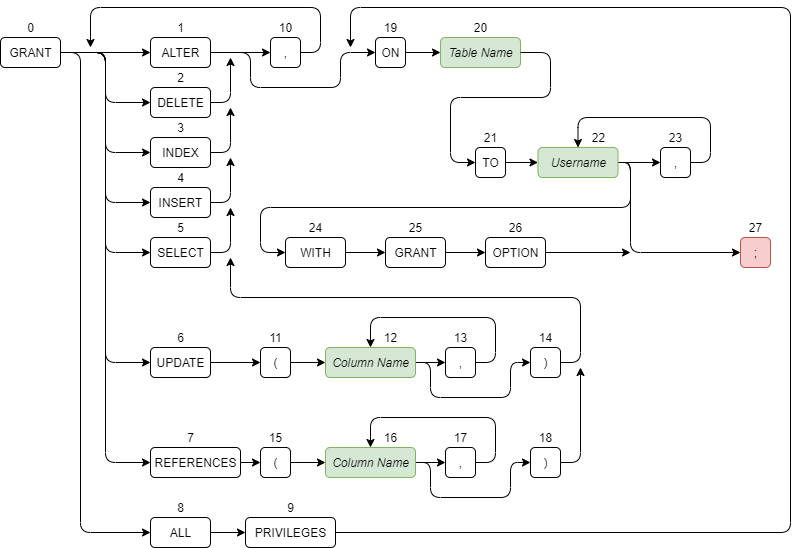 0 1 10 19 20
GRANT ALTER , ON Table Name
2
DELETE
3 21 22 23
INDEX TO Username ,
4
INSERT
5 24 25 26 27
SELECT WITH GRANT OPTION ;
6 11 12 13 14
UPDATE ( Column Name , )
7 15 16 17 18
REFERENCES ( Column Name , )
8 9
ALL PRIVILEGES